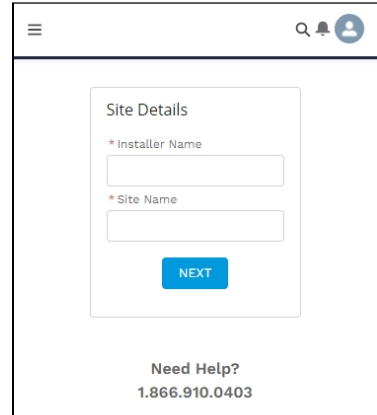 Site Details
* Installer Name
* Site Name
NEXT
Need Help?
1.866.910.0403